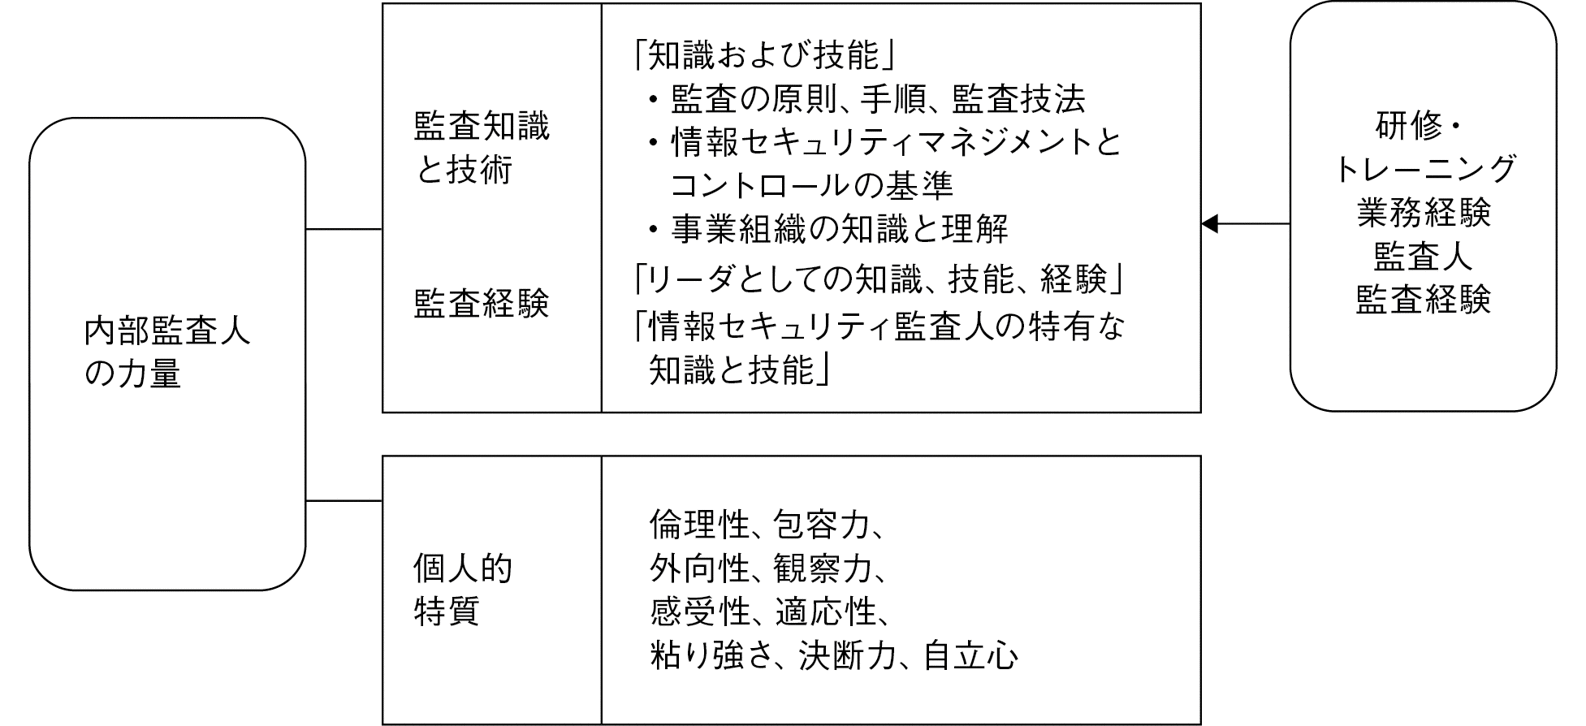 内部監査人
の力量
監査知識
と技術
監査経験
「知識および技能」
・監査の原則、手順、監査技法
・情報セキュリティマネジメントと
コントロールの基準
・事業組織の知識と理解
「リーダとしての知識、技能、経験」
「情報セキュリティ監査人の特有な
知識と技能」
研修・
トレーニング
業務経験
監査人
監査経験
個人的
特質
倫理性、包容力、
外向性、観察力、
感受性、適応性、
粘り強さ、決断力、自立心